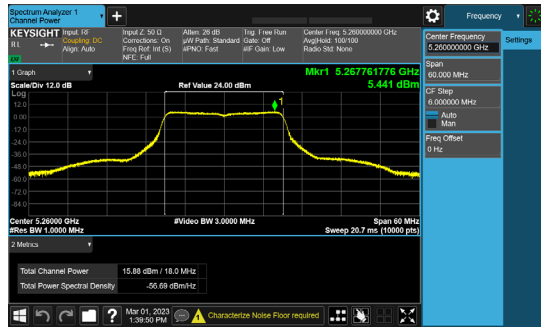 Spectrum Analyzer 1
Channel Power
Frequency
KEYSIGHT
Input: RF
Coupling: DC
Align: Auto
Input Z: 50 Ω
Corrections: On
Freq Ref: Int (S)
NFE: Full
Atten: 26 dB
µW Path: Standard
#PNO: Fast
Trig: Free Run
Gate: Off
#IF Gain: Low
Center Freq: 5.260000000 GHz
Avg|Hold: 100/100
Radio Std: None
Center Frequency
5.260000000 GHz
Settings
Span
60.000 MHz
CF Step
6.000000 MHz
Auto
Man
Freq Offset
0 Hz
1 Graph
Mkr1 5.267761776 GHz
5.441 dBm
Scale/Div 12.0 dB
Ref Value 24.00 dBm
Log
1
12.0
0.00
-12.0
-24.0
-36.0
-48.0
-60.0
-72.0
-84.0
Center 5.26000 GHz
#Video BW 3.0000 MHz
Span 60 MHz
#Res BW 1.0000 MHz
Sweep 20.7 ms (10000 pts)
2 Metrics
Total Channel Power 15.88 dBm / 18.0 MHz
Total Power Spectral Density -56.69 dBm/Hz
Mar 01, 2023
1:39:50 PM
Characterize Noise Floor required